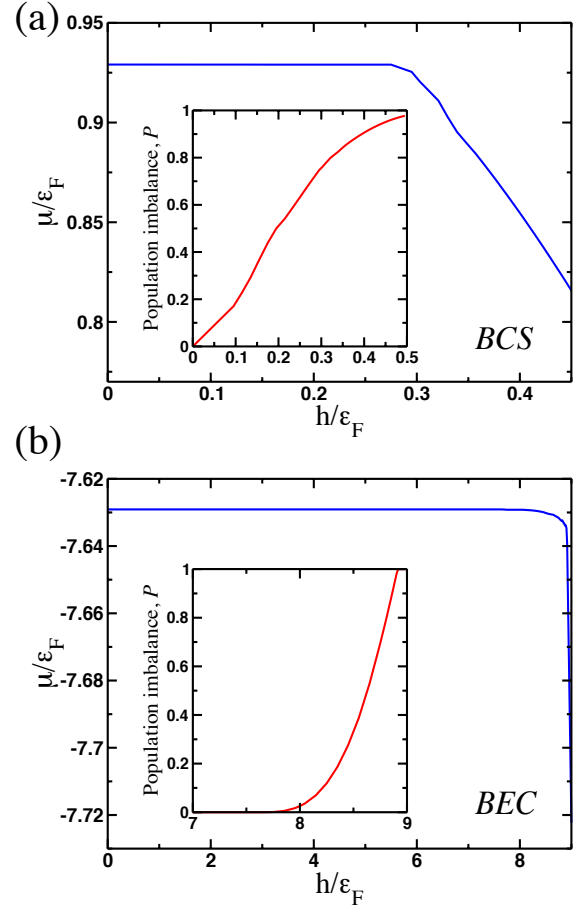 (a)
0.95
0.9
0.85
0.8
μ/ε_F
1
0.8
0.6
0.4
0.2
0
Population imbalance, P
0 0.1 0.2 0.3 0.4 0.5
BCS
0 0.1 0.2 0.3 0.4
h/ε_F
(b)
-7.62
-7.64
-7.66
-7.68
-7.7
-7.72
μ/ε_F
1
0.8
0.6
0.4
0.2
0
Population imbalance, P
7 8 9
BEC
0 2 4 6 8
h/ε_F